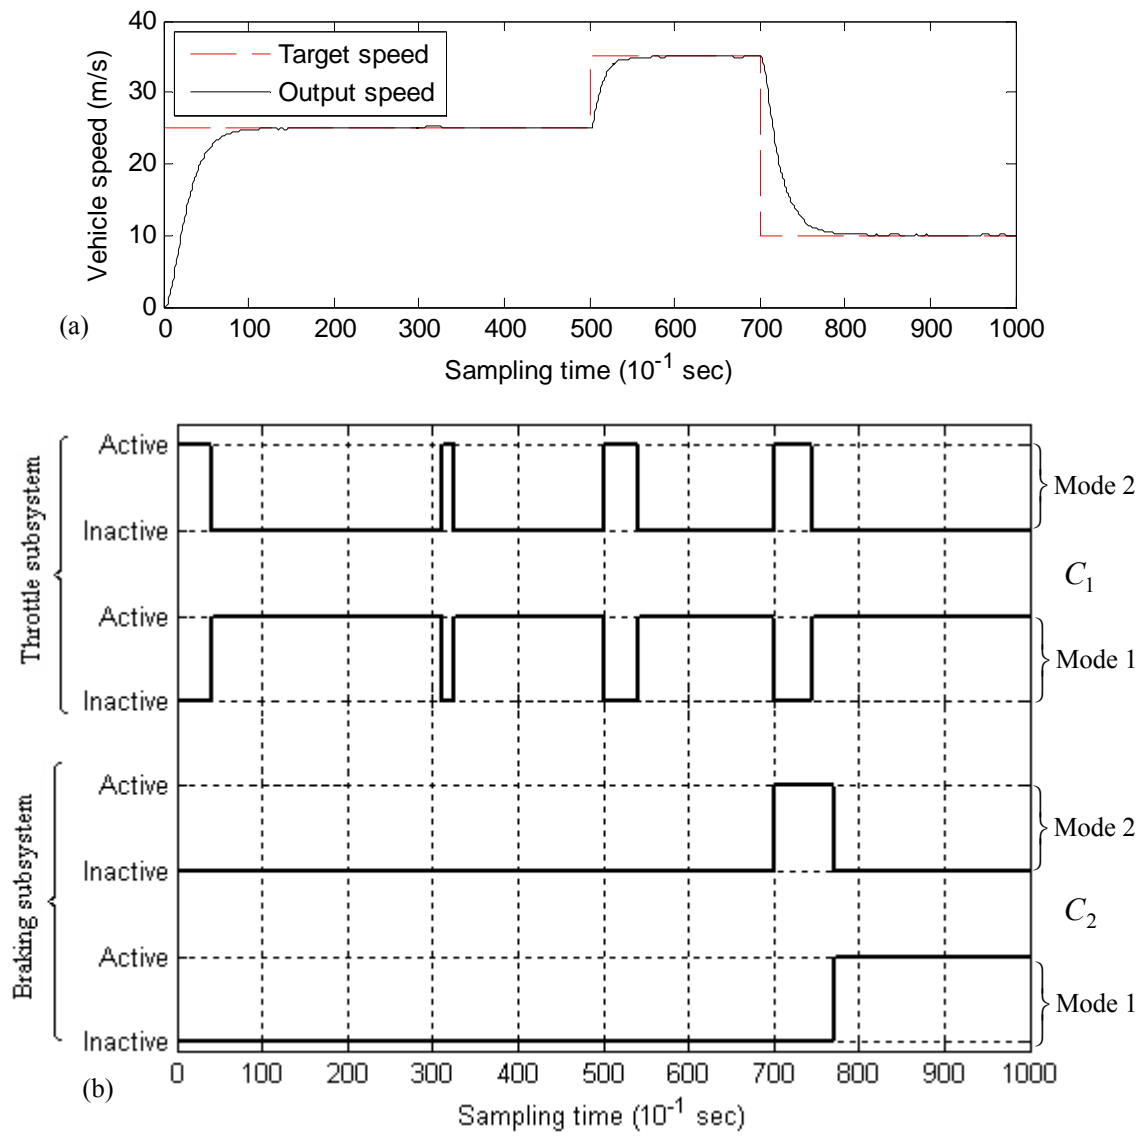 40
30
20
10
0
Vehicle speed (m/s)
Target speed
Output speed
0 100 200 300 400 500 600 700 800 900 1000
Sampling time (10⁻¹ sec)
(a)
Throttle subsystem
Active
Inactive
Mode 2
C₁
Active
Inactive
Mode 1
Braking subsystem
Active
Inactive
Mode 2
C₂
Active
Inactive
Mode 1
0 100 200 300 400 500 600 700 800 900 1000
Sampling time (10⁻¹ sec)
(b)